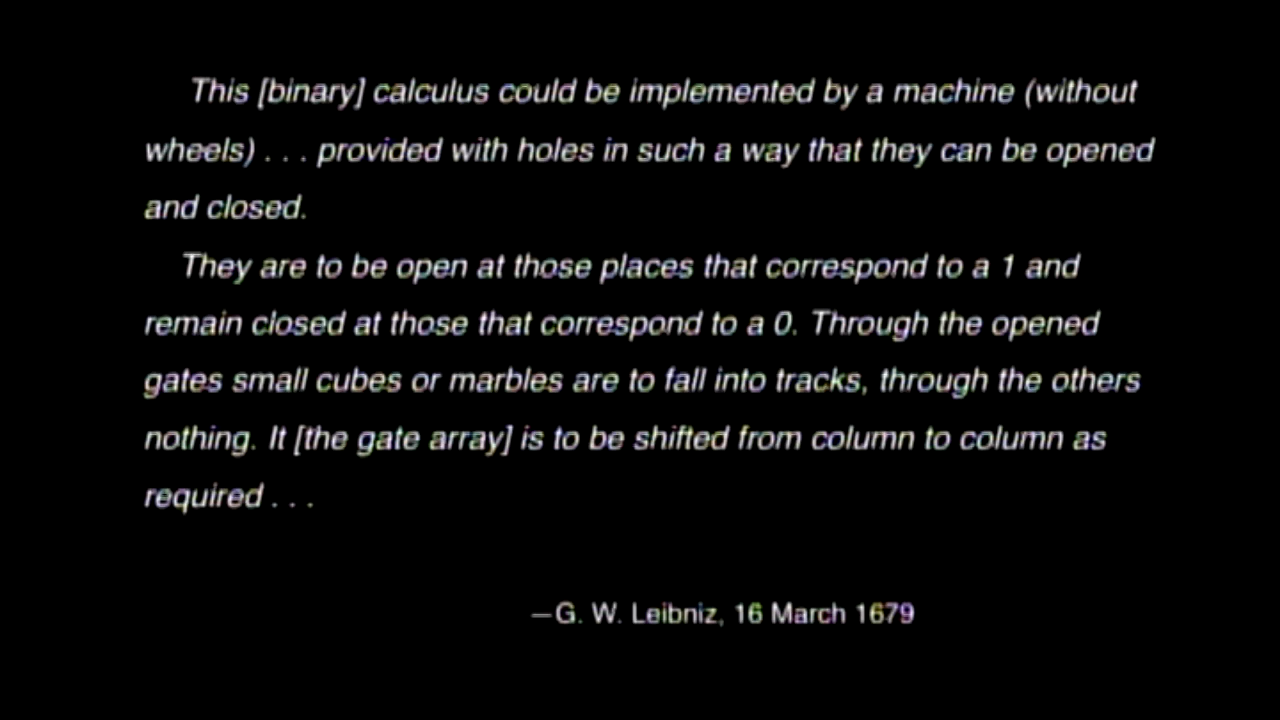 This [binary] calculus could be implemented by a machine (without
wheels) . . . provided with holes in such a way that they can be opened
and closed.
They are to be open at those places that correspond to a 1 and
remain closed at those that correspond to a 0. Through the opened
gates small cubes or marbles are to fall into tracks, through the others
nothing. It [the gate array] is to be shifted from column to column as
required . . .
—G. W. Leibniz, 16 March 1679